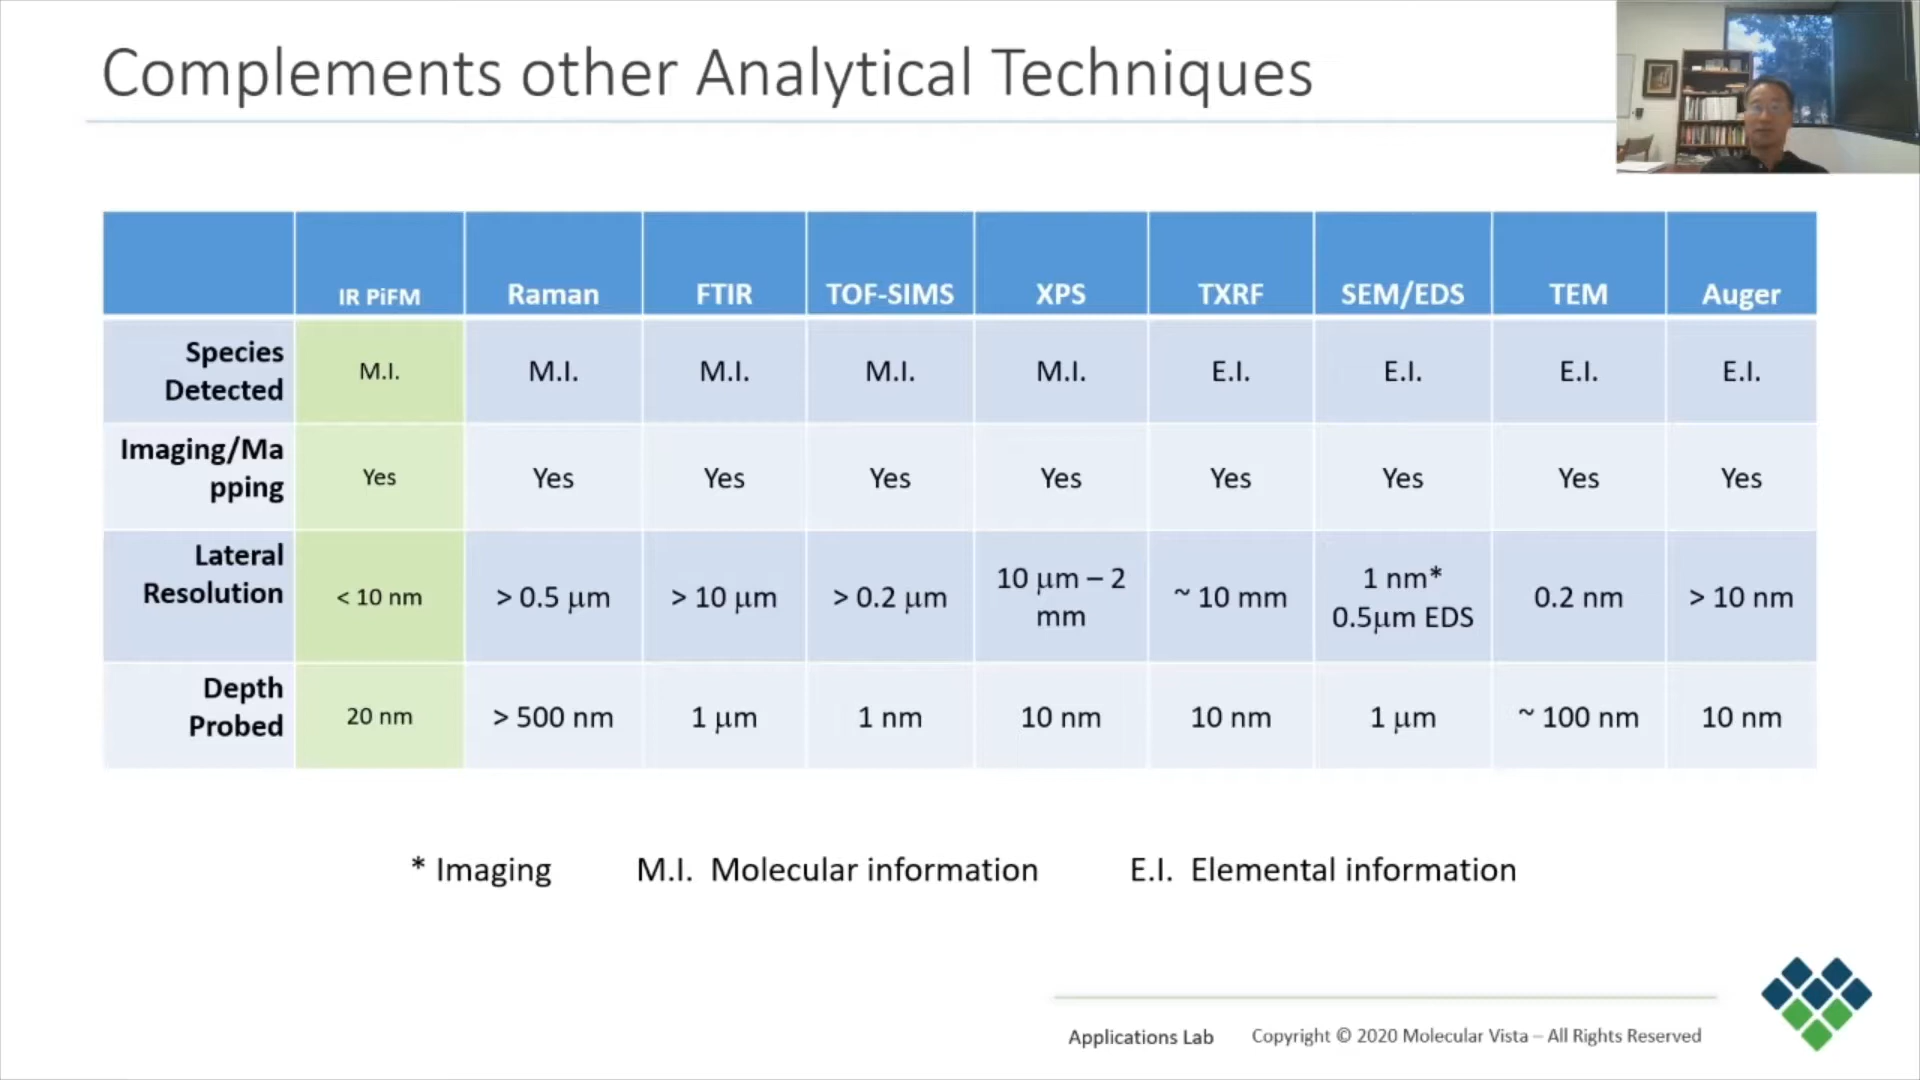 Complements other Analytical Techniques
IR PiFM Raman FTIR TOF-SIMS XPS TXRF SEM/EDS TEM Auger
Species
Detected
M.I. M.I. M.I. M.I. M.I. E.I. E.I. E.I. E.I.
Imaging/Ma
pping
Yes Yes Yes Yes Yes Yes Yes Yes Yes
Lateral
Resolution
< 10 nm > 0.5 μm > 10 μm > 0.2 μm
10 μm – 2
mm
~ 10 mm
1 nm*
0.5μm EDS
0.2 nm > 10 nm
Depth
Probed
20 nm > 500 nm 1 μm 1 nm 10 nm 10 nm 1 μm ~ 100 nm 10 nm
* Imaging M.I. Molecular information E.I. Elemental information
Applications Lab Copyright © 2020 Molecular Vista – All Rights Reserved